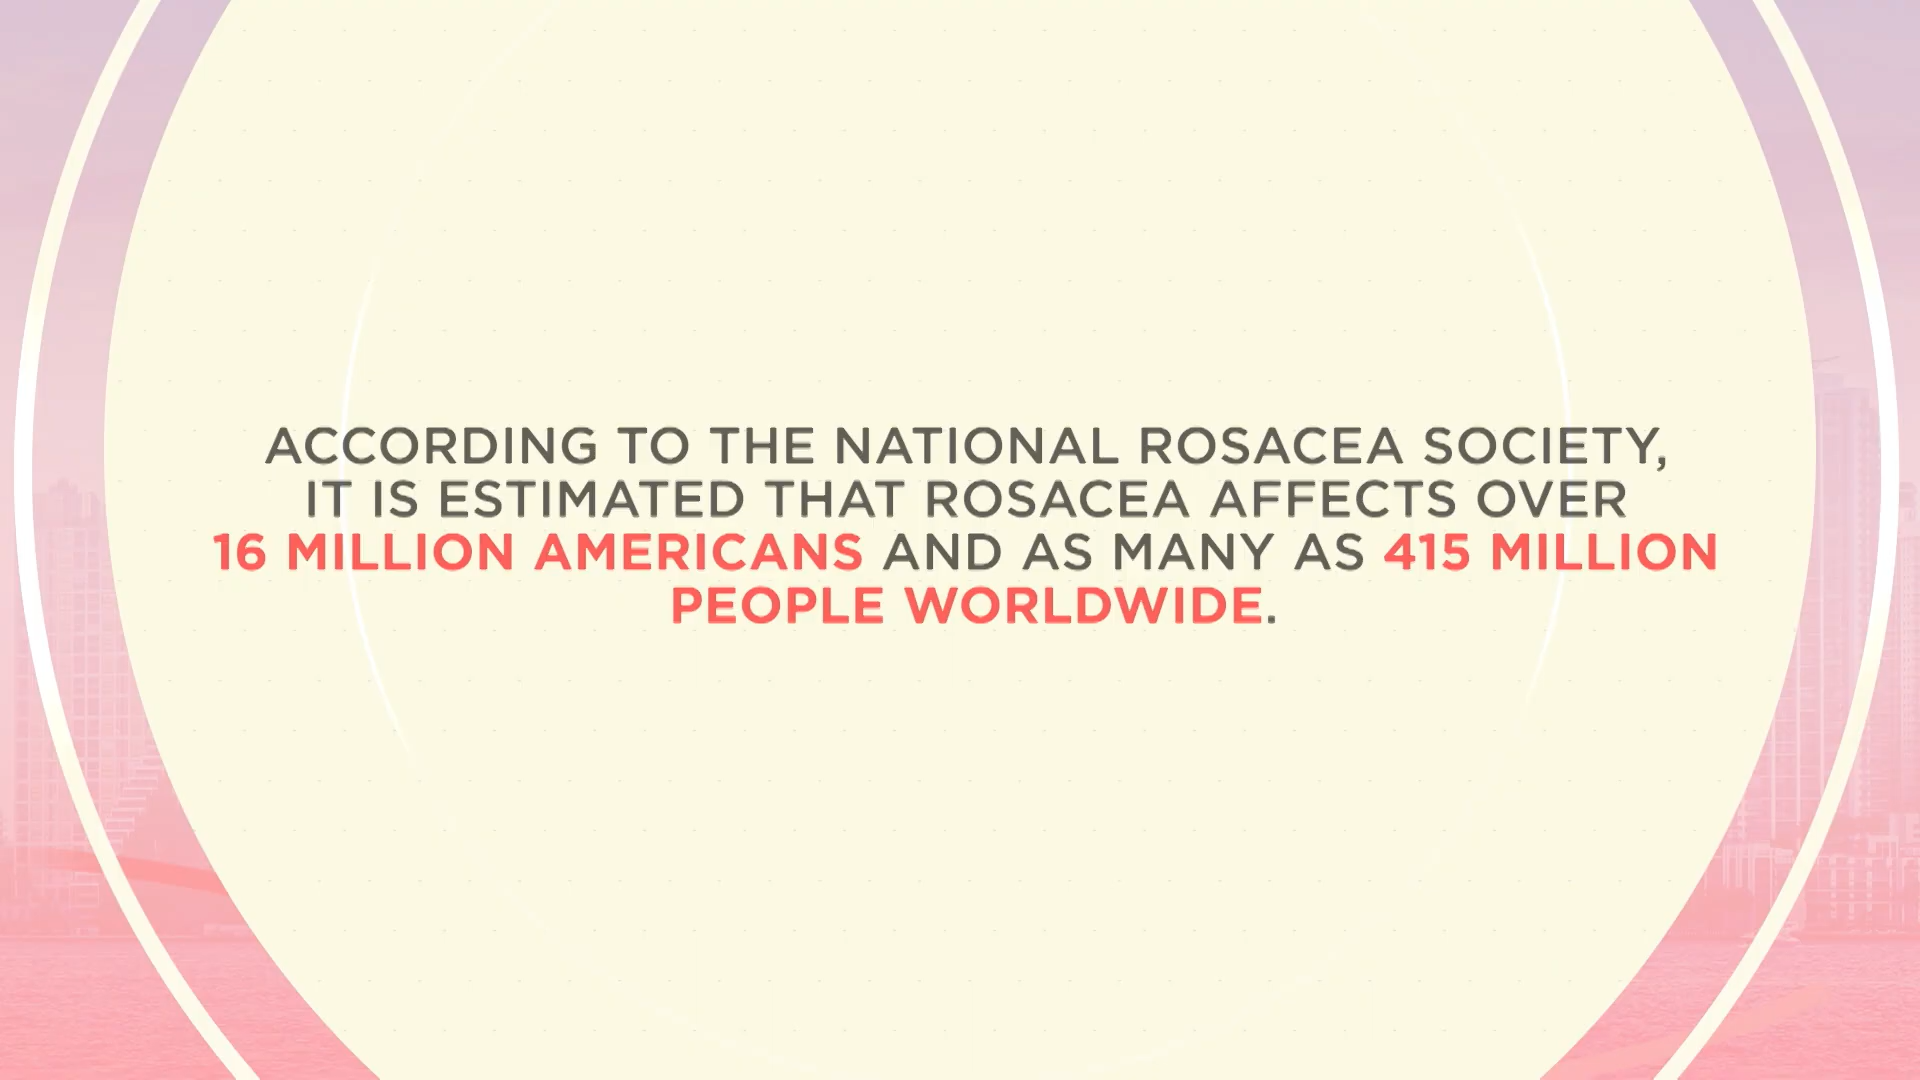 ACCORDING TO THE NATIONAL ROSACEA SOCIETY,
IT IS ESTIMATED THAT ROSACEA AFFECTS OVER
16 MILLION AMERICANS AND AS MANY AS 415 MILLION
PEOPLE WORLDWIDE.